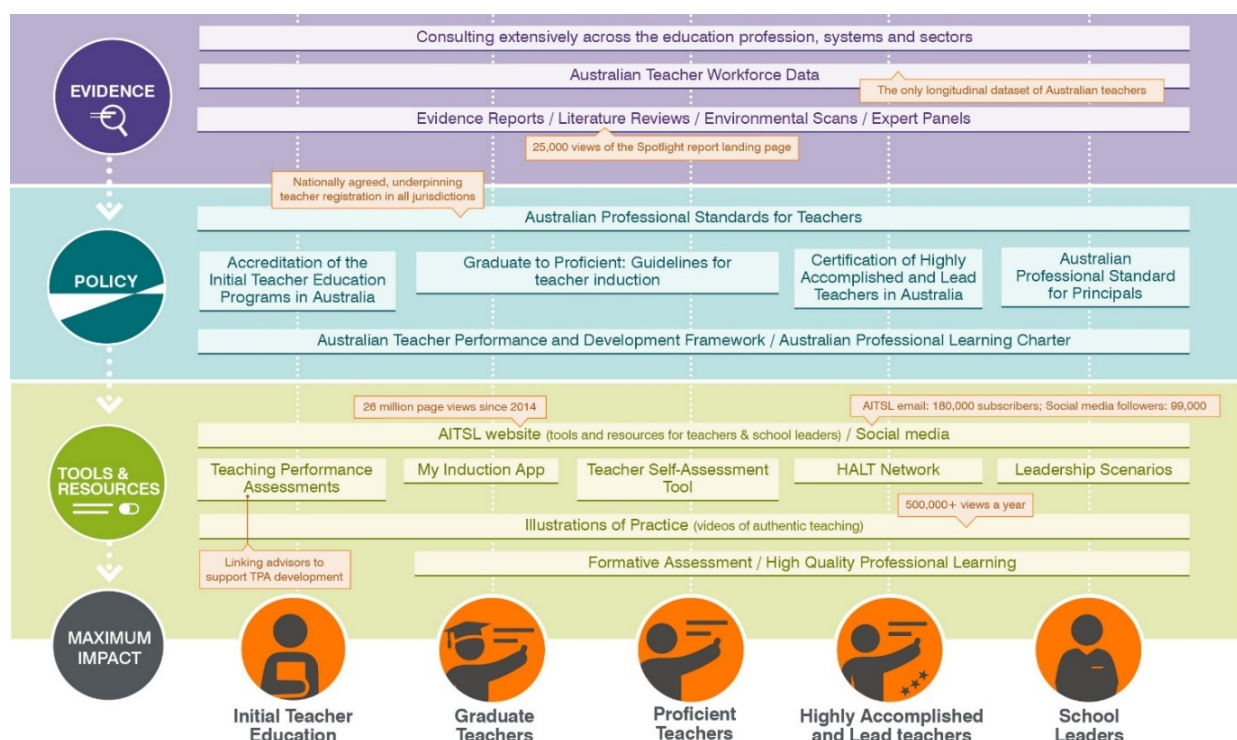 Consulting extensively across the education profession, systems and sectors
Australian Teacher Workforce Data
The only longitudinal dataset of Australian teachers
EVIDENCE
Evidence Reports / Literature Reviews / Environmental Scans / Expert Panels
25,000 views of the Spotlight report landing page
Nationally agreed, underpinning
teacher registration in all jurisdictions
Australian Professional Standards for Teachers
POLICY
Accreditation of the
Initial Teacher Education
Programs in Australia
Graduate to Proficient: Guidelines for
teacher induction
Certification of Highly
Accomplished and Lead
Teachers in Australia
Australian
Professional Standard
for Principals
Australian Teacher Performance and Development Framework / Australian Professional Learning Charter
26 million page views since 2014
AITSL email: 180,000 subscribers; Social media followers: 99,000
AITSL website (tools and resources for teachers & school leaders) / Social media
TOOLS &
RESOURCES
Teaching Performance
Assessments
My Induction App
Teacher Self-Assessment
Tool
HALT Network
Leadership Scenarios
500,000+ views a year
Illustrations of Practice (videos of authentic teaching)
Linking advisors to
support TPA development
Formative Assessment / High Quality Professional Learning
MAXIMUM
IMPACT
Initial Teacher
Education
Graduate
Teachers
Proficient
Teachers
Highly Accomplished
and Lead teachers
School
Leaders